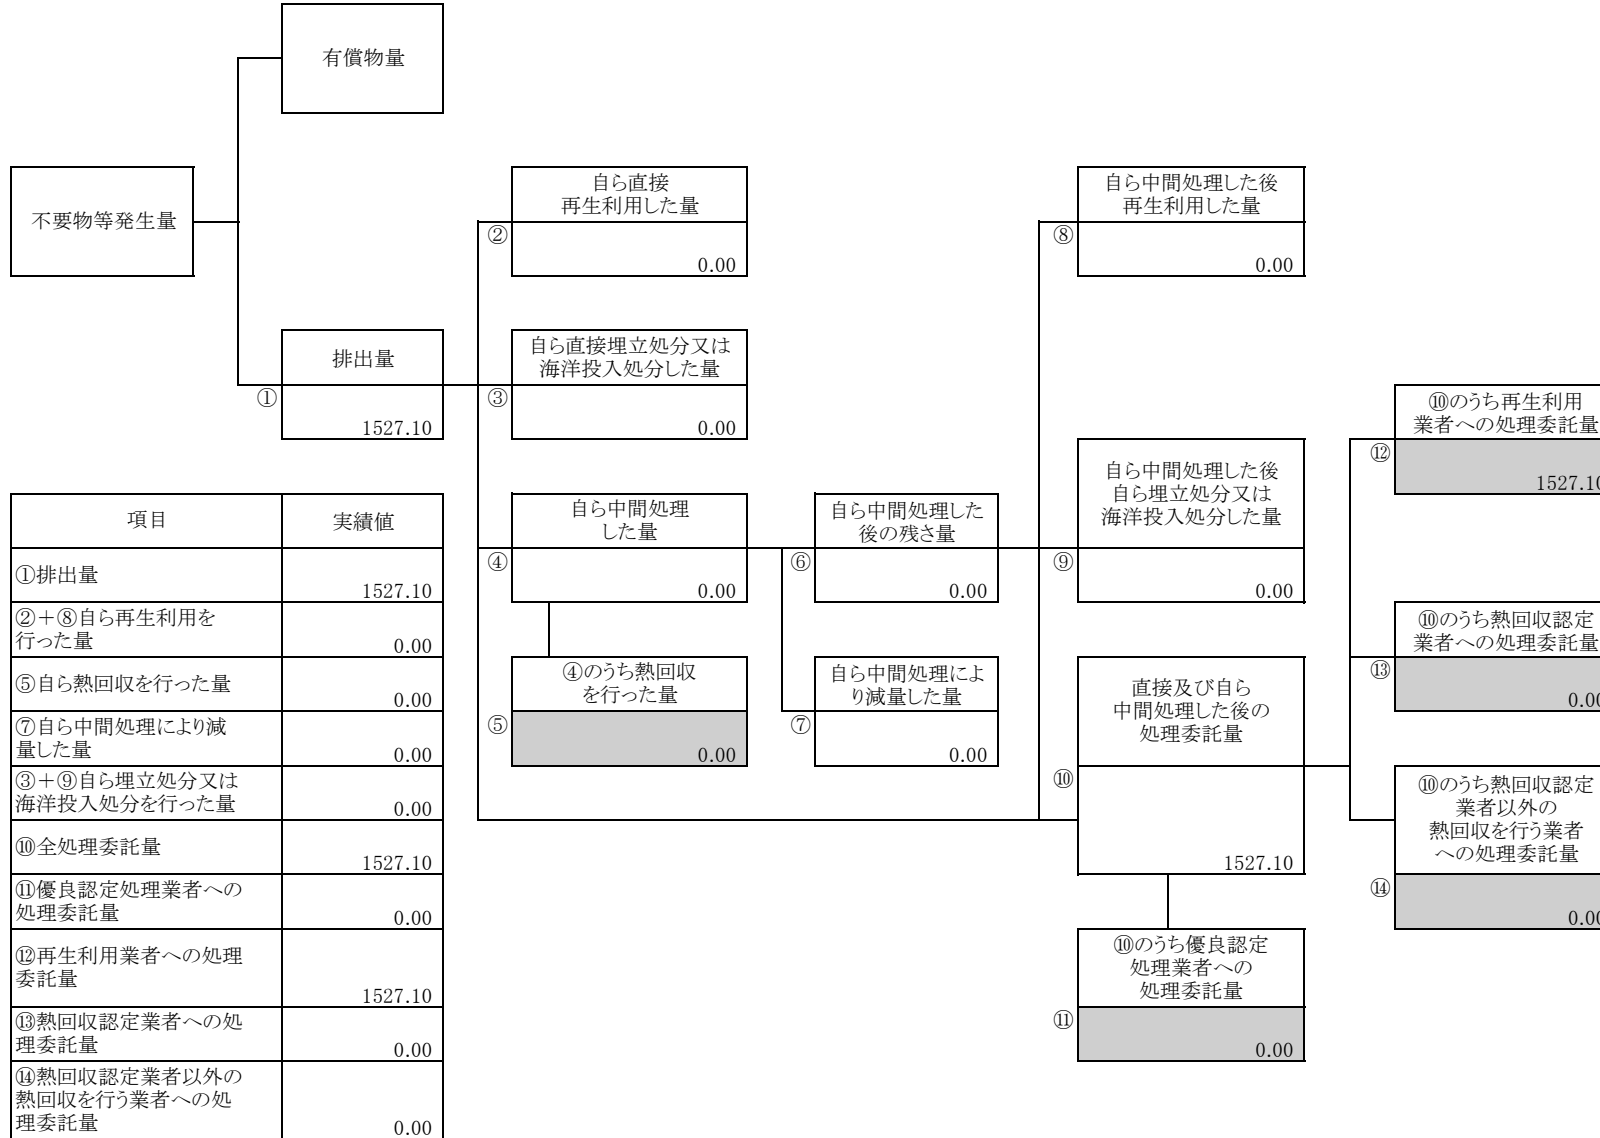 有償物量
不要物等発生量
自ら直接
再生利用した量
②
0.00
自ら中間処理した後
再生利用した量
⑧
0.00
排出量
①
1527.10
自ら直接埋立処分又は
海洋投入処分した量
③
0.00
⑩のうち再生利用
業者への処理委託量
⑫
1527.10
自ら中間処理
した量
④
0.00
自ら中間処理した
後の残さ量
⑥
0.00
自ら中間処理した後
自ら埋立処分又は
海洋投入処分した量
⑨
0.00
⑩のうち熱回収認定
業者への処理委託量
⑬
0.00
④のうち熱回収
を行った量
⑤
0.00
自ら中間処理によ
り減量した量
⑦
0.00
直接及び自ら
中間処理した後の
処理委託量
⑩
1527.10
⑩のうち熱回収認定
業者以外の
熱回収を行う業者
への処理委託量
⑭
0.00
⑩のうち優良認定
処理業者への
処理委託量
⑪
0.00
項目
実績値
①排出量
1527.10
②+⑧自ら再生利用を
行った量
0.00
⑤自ら熱回収を行った量
0.00
⑦自ら中間処理により減
量した量
0.00
③+⑨自ら埋立処分又は
海洋投入処分を行った量
0.00
⑩全処理委託量
1527.10
⑪優良認定処理業者への
処理委託量
0.00
⑫再生利用業者への処理
委託量
1527.10
⑬熱回収認定業者への処
理委託量
0.00
⑭熱回収認定業者以外の
熱回収を行う業者への処
理委託量
0.00